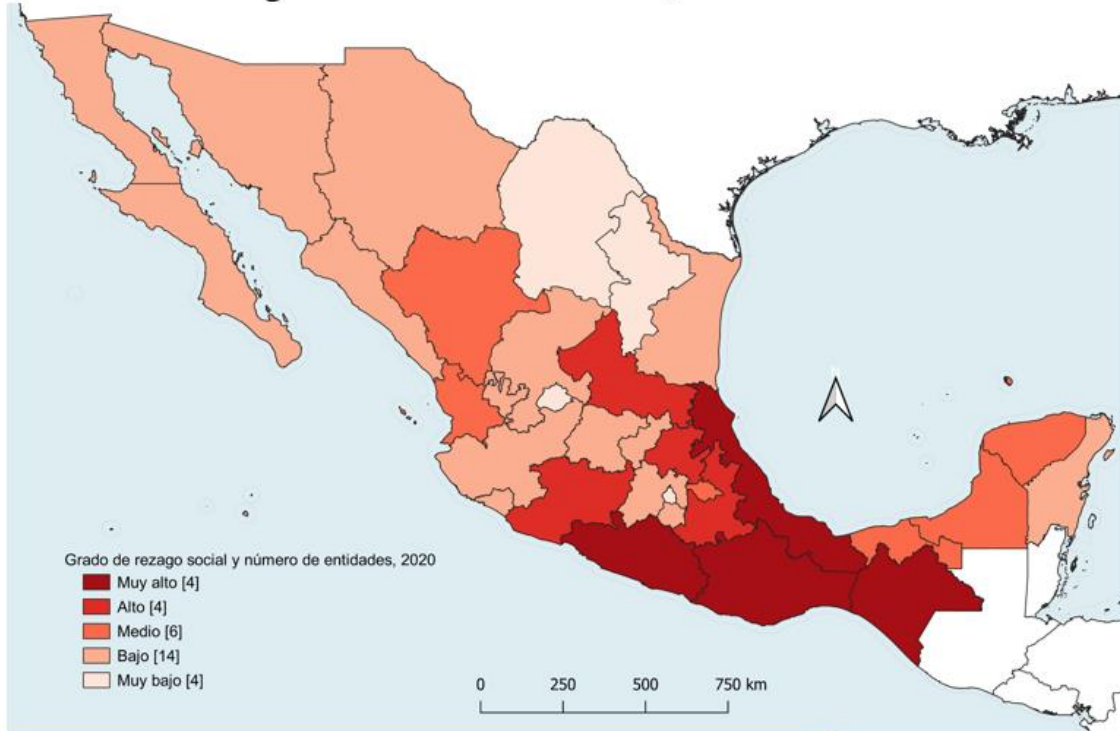 Grado de rezago social y número de entidades, 2020
Muy alto [4]
Alto [4]
Medio [6]
Bajo [14]
Muy bajo [4]
0 250 500 750 km